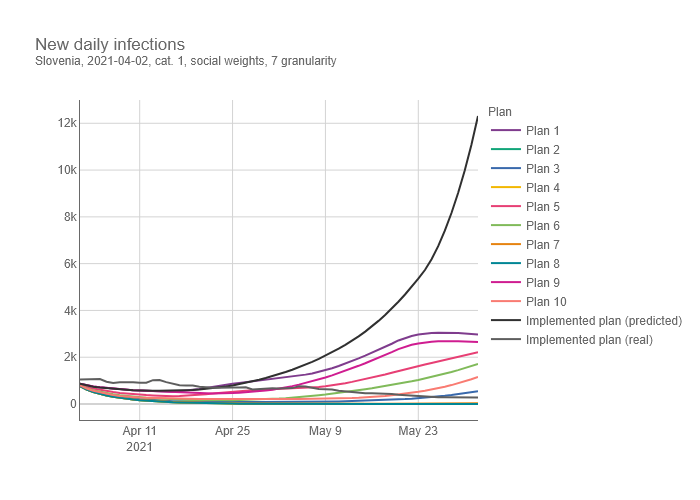 New daily infections
Slovenia, 2021-04-02, cat. 1, social weights, 7 granularity
Plan
Plan 1
Plan 2
Plan 3
Plan 4
Plan 5
Plan 6
Plan 7
Plan 8
Plan 9
Plan 10
Implemented plan (predicted)
Implemented plan (real)
12k
10k
8k
6k
4k
2k
0
Apr 11 Apr 25 May 9 May 23
2021